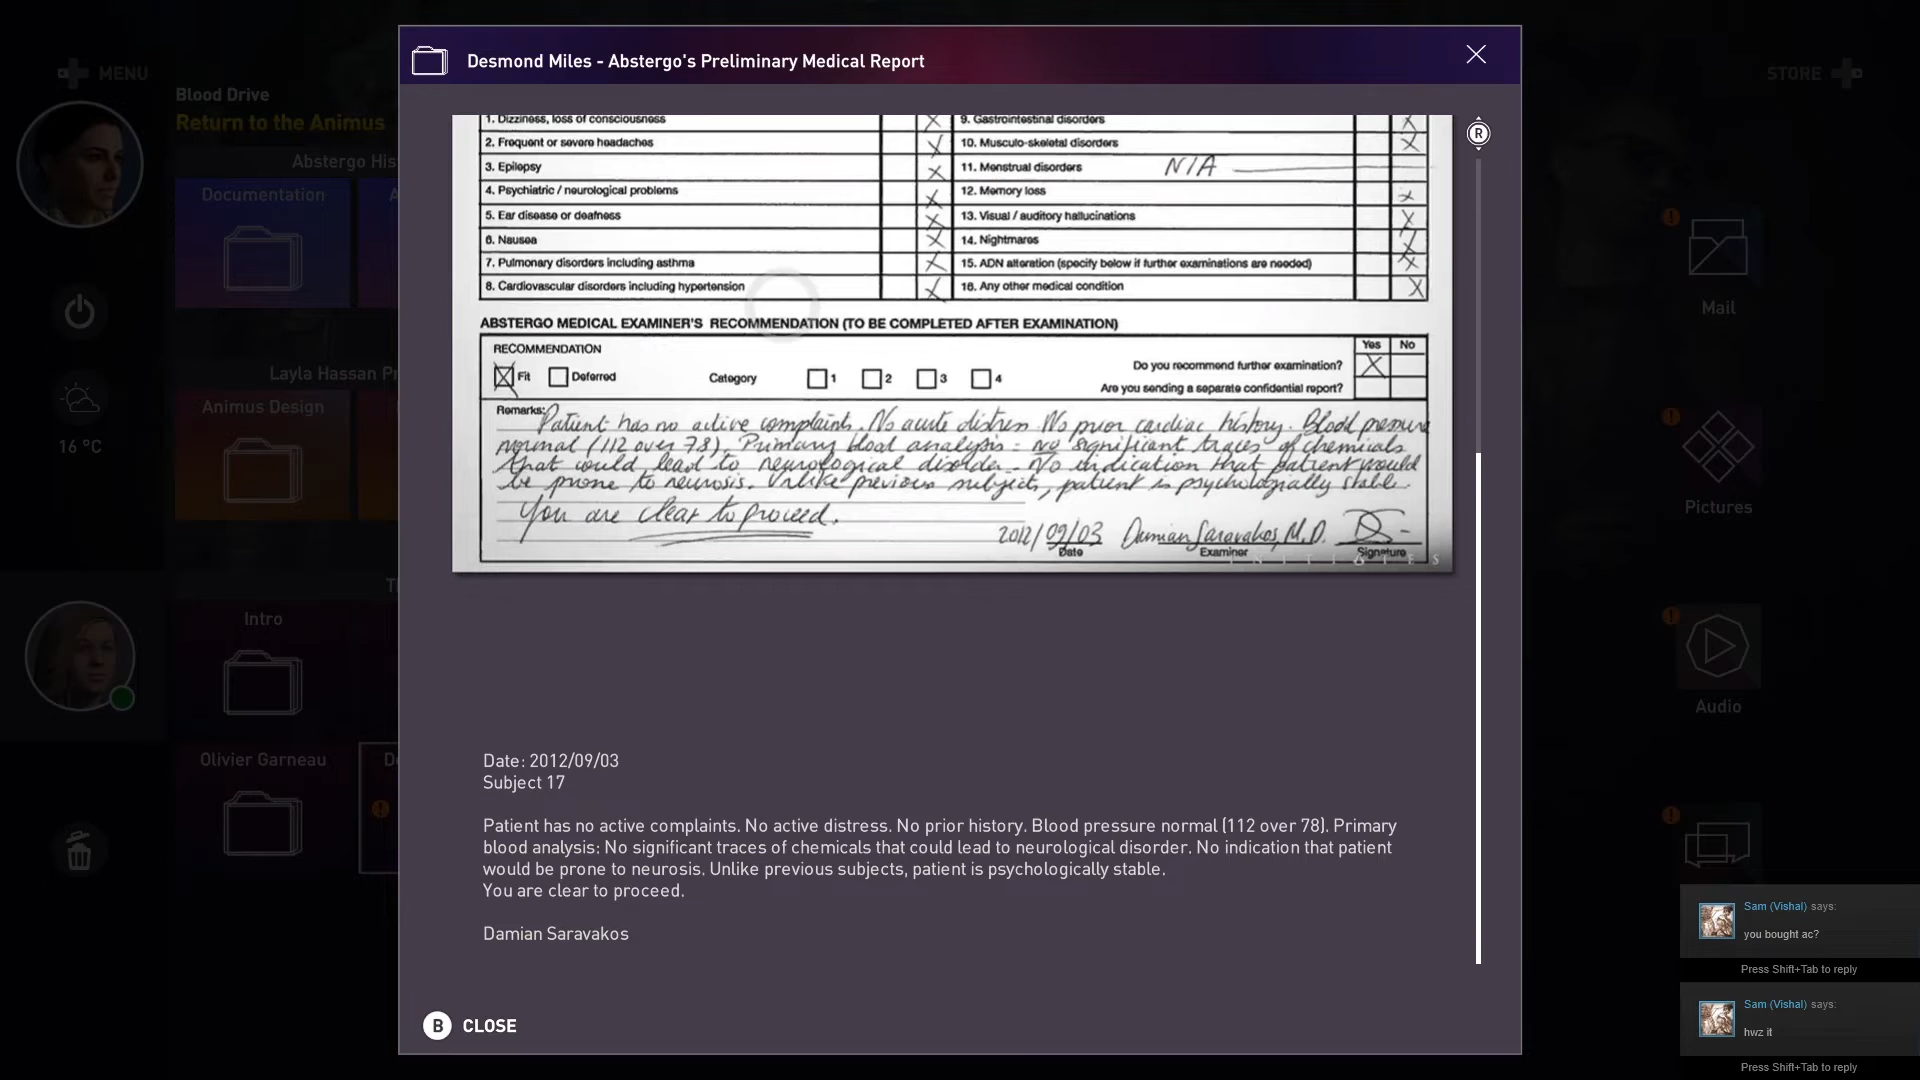 Desmond Miles - Abstergo's Preliminary Medical Report
MENU
STORE
Blood Drive
Return to the Animus
Abstergo His
Documentation
A
16 °C
Layla Hassan Pr
Animus Design
Intro
Olivier Garneau
1. Dizziness, loss of consciousness
9. Gastrointestinal disorders
2. Frequent or severe headaches
10. Musculo-skeletal disorders
3. Epilepsy
11. Menstrual disorders N/A
4. Psychiatric / neurological problems
12. Memory loss
5. Ear disease or deafness
13. Visual / auditory hallucinations
6. Nausea
14. Nightmares
7. Pulmonary disorders including asthma
15. ADN alteration (specify below if further examinations are needed)
8. Cardiovascular disorders including hypertension
16. Any other medical condition
ABSTERGO MEDICAL EXAMINER'S RECOMMENDATION (TO BE COMPLETED AFTER EXAMINATION)
RECOMMENDATION
Yes No
Fit Deferred Category 1 2 3 4
Do you recommend further examination?
Are you sending a separate confidential report?
Remarks: Patient has no active complaints. No acute distress No prior cardiac history. Blood pressure
normal (112 over 78). Primary blood analysis: no significant traces of chemicals
that could lead to neurological disorder. No indication that patient would
be prone to neurosis. Unlike previous subjects, patient is psychologially stable.
You are clear to proceed.
2012/09/03 Damian Saravakos, M.D.
Date Examiner Signature
INITIATES
Date: 2012/09/03
Subject 17
Patient has no active complaints. No active distress. No prior history. Blood pressure normal (112 over 78). Primary
blood analysis: No significant traces of chemicals that could lead to neurological disorder. No indication that patient
would be prone to neurosis. Unlike previous subjects, patient is psychologically stable.
You are clear to proceed.
Damian Saravakos
B CLOSE
R
Mail
Pictures
Audio
Sam (Vishal) says:
you bought ac?
Press Shift+Tab to reply
Sam (Vishal) says:
hwz it
Press Shift+Tab to reply